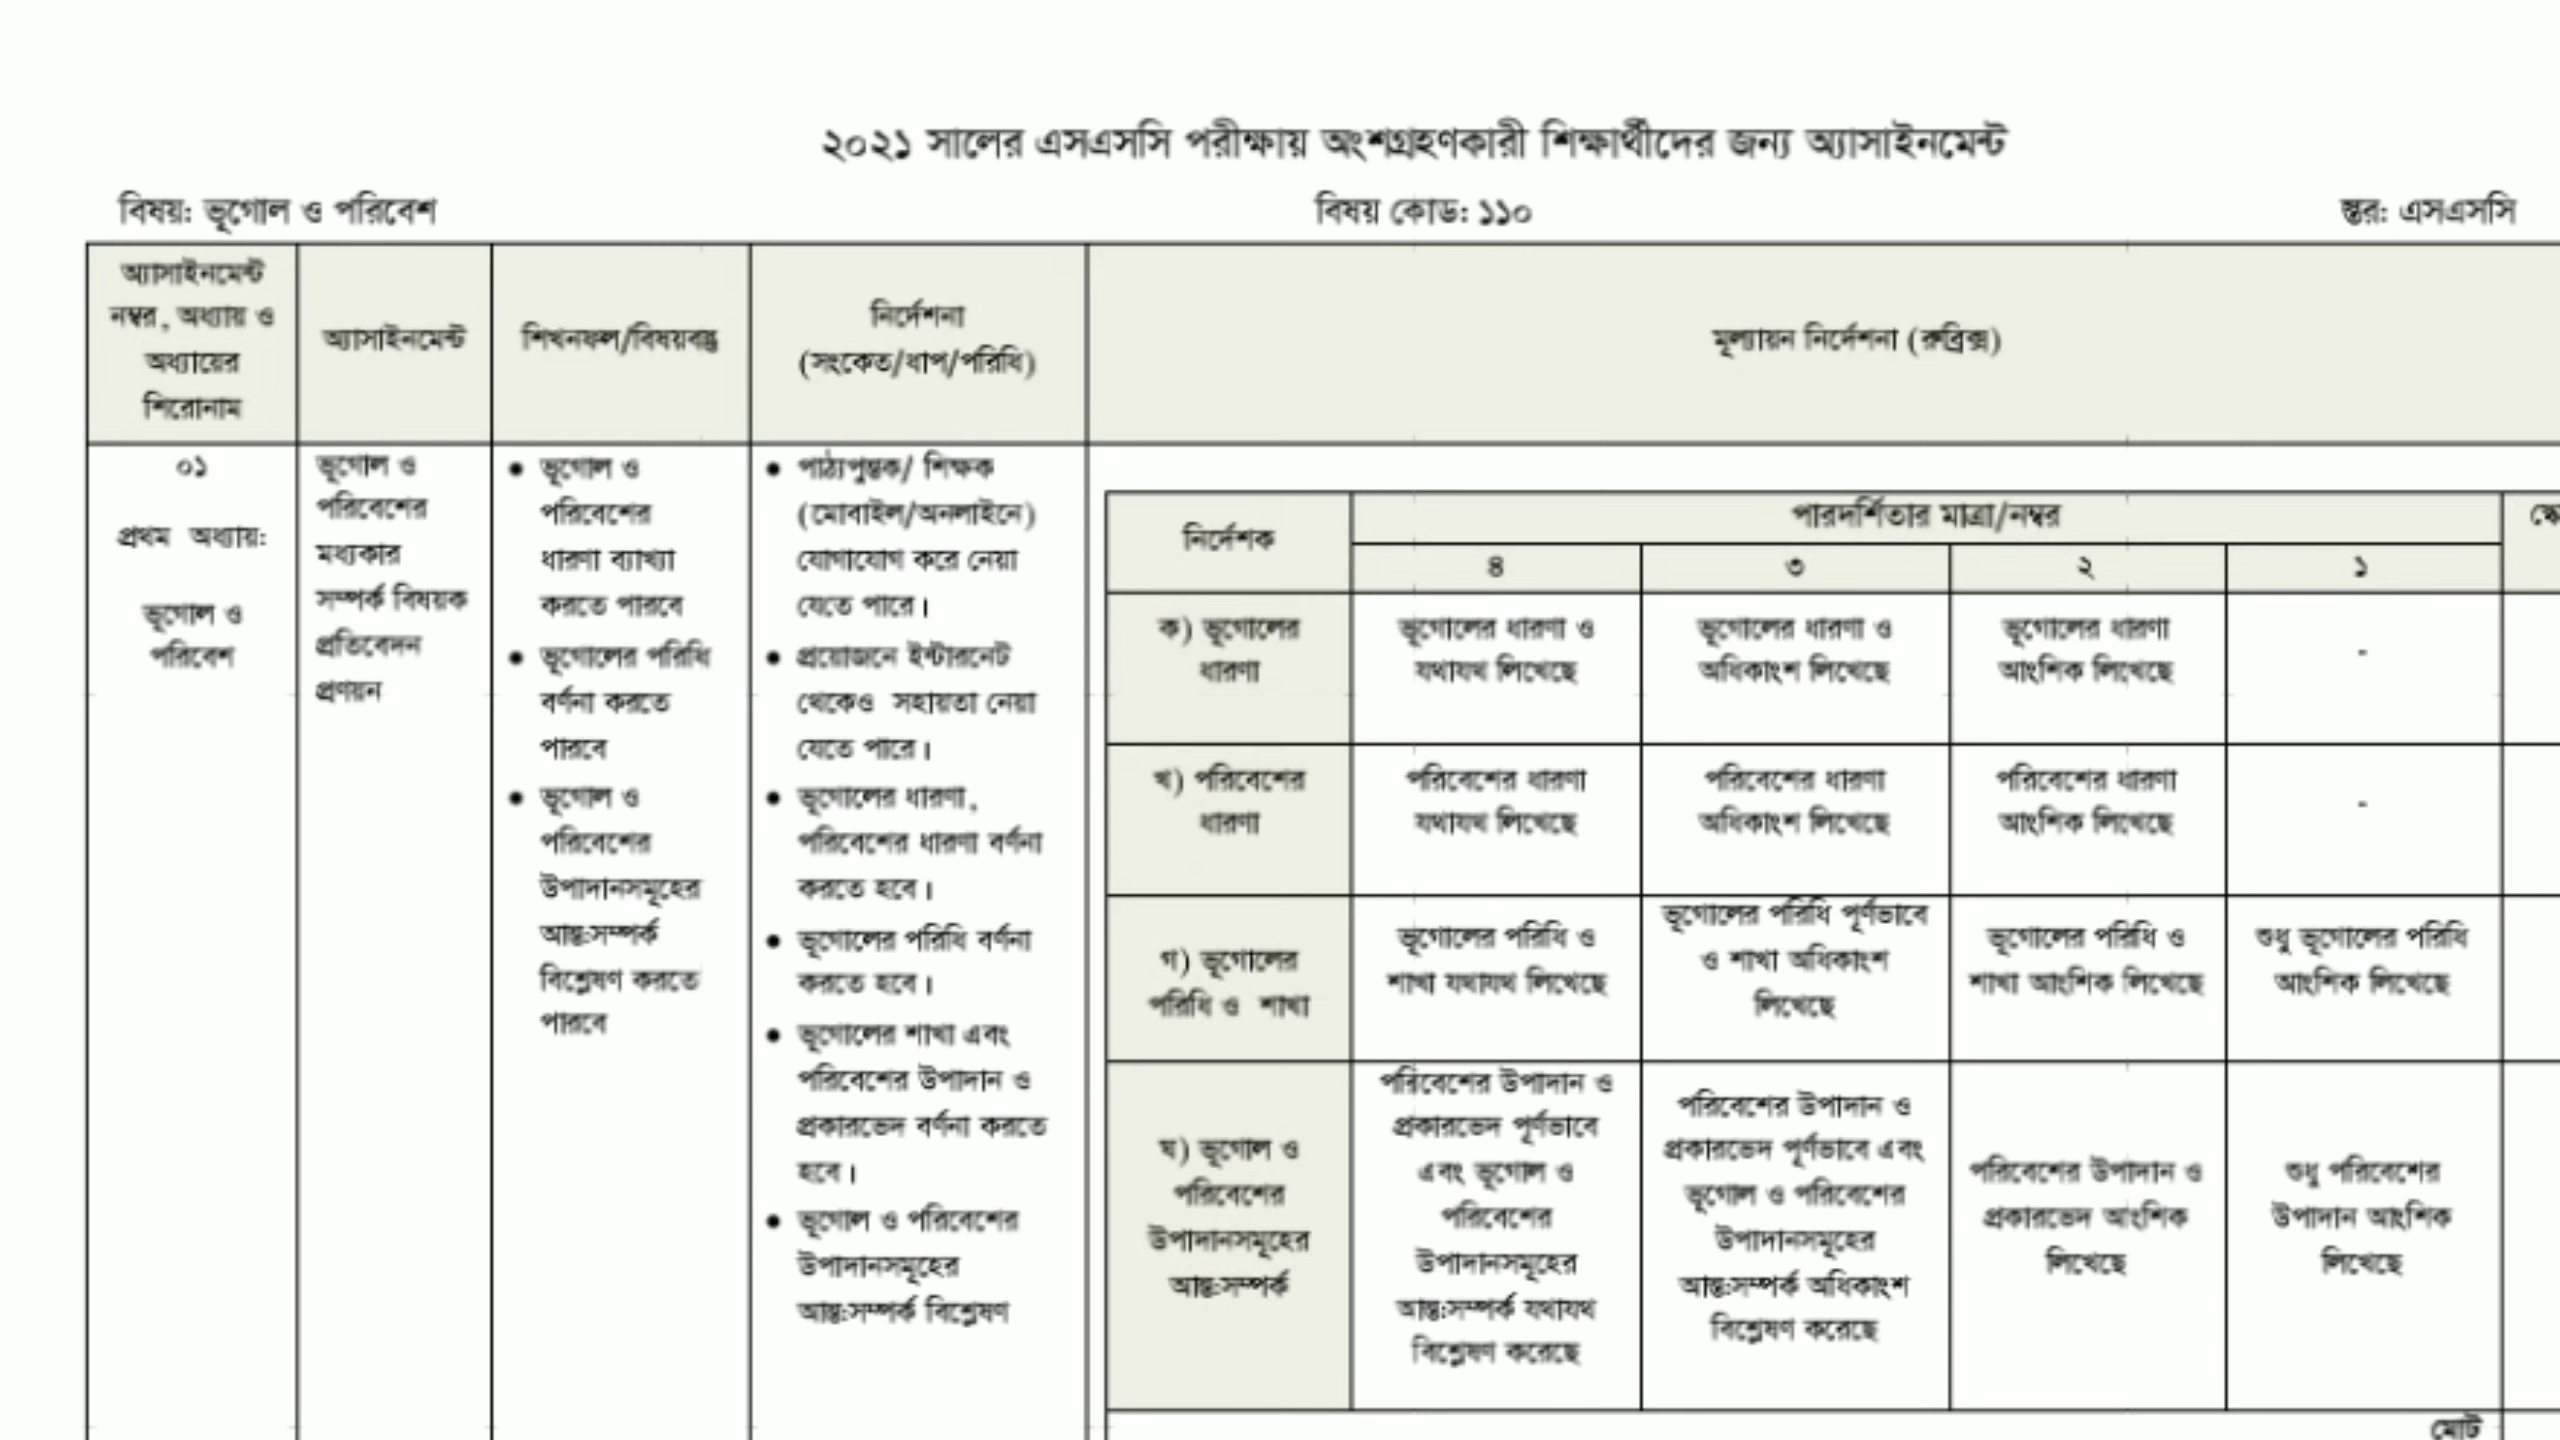 ২০২১ সালের এসএসসি পরীক্ষায় অংশগ্রহণকারী শিক্ষার্থীদের জন্য অ্যাসাইনমেন্ট
বিষয়: ভূগোল ও পরিবেশ
বিষয় কোড: ১১০
স্তর: এসএসসি
অ্যাসাইনমেন্ট
নম্বর, অধ্যায় ও
অধ্যায়ের
শিরোনাম
অ্যাসাইনমেন্ট
শিখনফল/বিষয়বস্তু
নির্দেশনা
(সংকেত/ধাপ/পরিধি)
মূল্যায়ন নির্দেশনা (রুব্রিক্স)
০১
প্রথম অধ্যায়:
ভূগোল ও
পরিবেশ
ভূগোল ও
পরিবেশের
মধ্যকার
সম্পর্ক বিষয়ক
প্রতিবেদন
প্রণয়ন
• ভূগোল ও
পরিবেশের
ধারণা ব্যাখ্যা
করতে পারবে
• ভূগোলের পরিধি
বর্ণনা করতে
পারবে
• ভূগোল ও
পরিবেশের
উপাদানসমূহের
আন্ত:সম্পর্ক
বিশ্লেষণ করতে
পারবে
• পাঠ্যপুস্তক/ শিক্ষক
(মোবাইল/অনলাইনে)
যোগাযোগ করে নেয়া
যেতে পারে।
• প্রয়োজনে ইন্টারনেট
থেকেও সহায়তা নেয়া
যেতে পারে।
• ভূগোলের ধারণা,
পরিবেশের ধারণা বর্ণনা
করতে হবে।
• ভূগোলের পরিধি বর্ণনা
করতে হবে।
• ভূগোলের শাখা এবং
পরিবেশের উপাদান ও
প্রকারভেদ বর্ণনা করতে
হবে।
• ভূগোল ও পরিবেশের
উপাদানসমূহের
আন্ত:সম্পর্ক বিশ্লেষণ
নির্দেশক
পারদর্শিতার মাত্রা/নম্বর
৪
৩
২
১
ক) ভূগোলের
ধারণা
ভূগোলের ধারণা ও
যথাযথ লিখেছে
ভূগোলের ধারণা ও
অধিকাংশ লিখেছে
ভূগোলের ধারণা
আংশিক লিখেছে
-
খ) পরিবেশের
ধারণা
পরিবেশের ধারণা
যথাযথ লিখেছে
পরিবেশের ধারণা
অধিকাংশ লিখেছে
পরিবেশের ধারণা
আংশিক লিখেছে
-
গ) ভূগোলের
পরিধি ও শাখা
ভূগোলের পরিধি ও
শাখা যথাযথ লিখেছে
ভূগোলের পরিধি পূর্ণভাবে
ও শাখা অধিকাংশ
লিখেছে
ভূগোলের পরিধি ও
শাখা আংশিক লিখেছে
শুধু ভূগোলের পরিধি
আংশিক লিখেছে
ঘ) ভূগোল ও
পরিবেশের
উপাদানসমূহের
আন্ত:সম্পর্ক
পরিবেশের উপাদান ও
প্রকারভেদ পূর্ণভাবে
এবং ভূগোল ও
পরিবেশের
উপাদানসমূহের
আন্ত:সম্পর্ক যথাযথ
বিশ্লেষণ করেছে
পরিবেশের উপাদান ও
প্রকারভেদ পূর্ণভাবে এবং
ভূগোল ও পরিবেশের
উপাদানসমূহের
আন্ত:সম্পর্ক অধিকাংশ
বিশ্লেষণ করেছে
পরিবেশের উপাদান ও
প্রকারভেদ আংশিক
লিখেছে
শুধু পরিবেশের
উপাদান আংশিক
লিখেছে
মোট